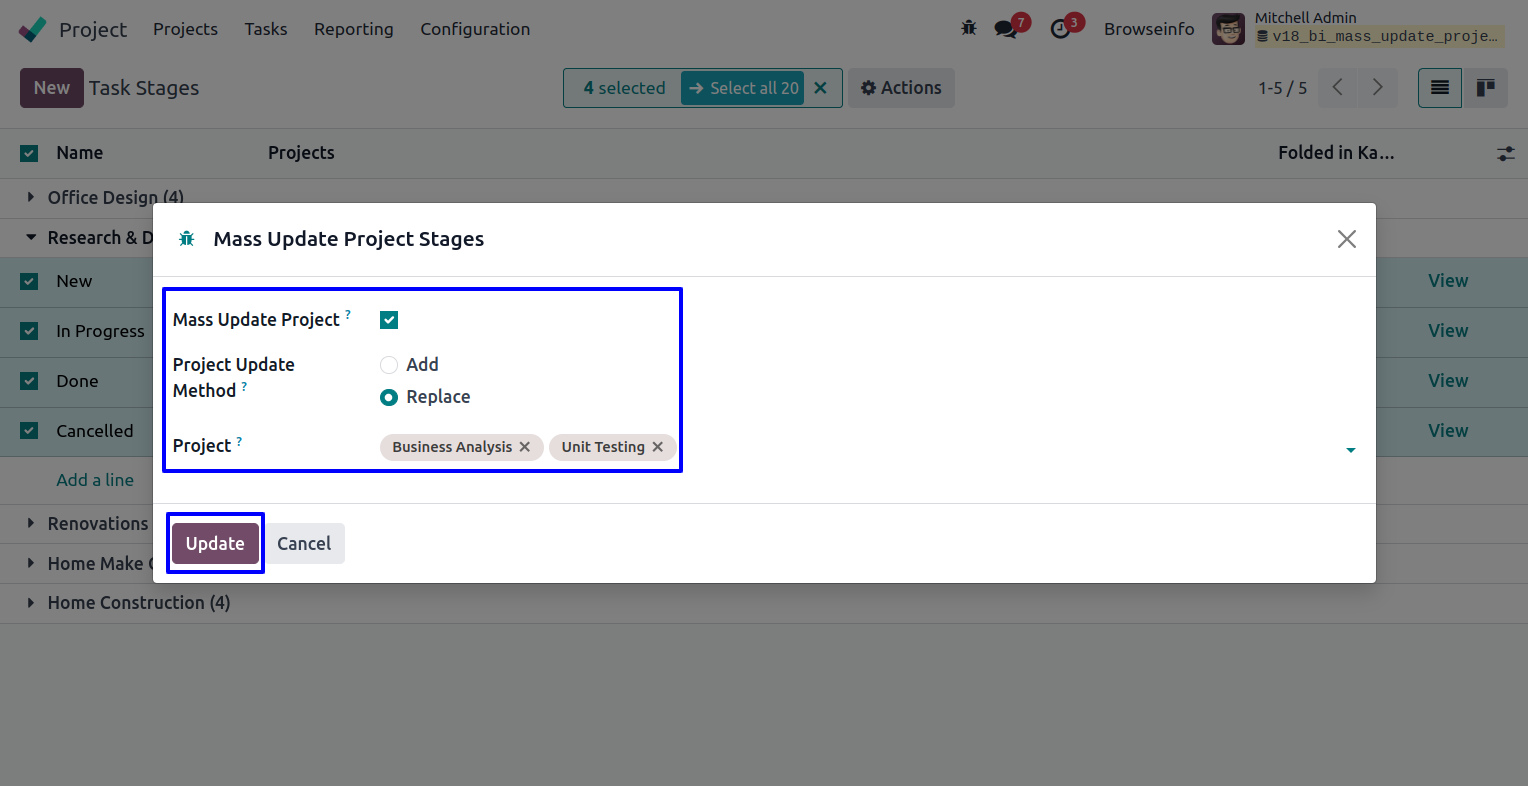 Project Projects Tasks Reporting Configuration 7 3 Browseinfo Mitchell Admin
v18_bi_mass_update_proje...
New Task Stages 4 selected Select all 20 Actions 1-5 / 5
Name Projects Folded in Ka...
Office Design (4)
Research & D
Mass Update Project Stages
New View
Mass Update Project ?
In Progress View
Project Update Method ?
Add
Done View
Replace
Cancelled View
Project ? Business Analysis Unit Testing
Add a line
Renovations
Update Cancel
Home Make
Home Construction (4)